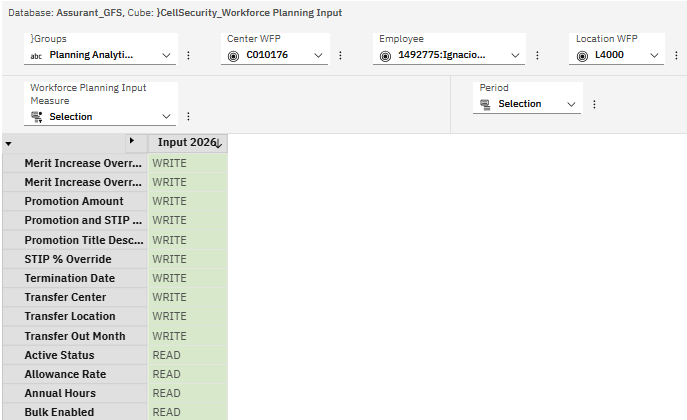 Database: Assurant_GFS, Cube: }CellSecurity_Workforce Planning Input
}Groups
Center WFP
Employee
Location WFP
abc Planning Analyti...
C010176
1492775:Ignacio...
L4000
Workforce Planning Input
Measure
Period
Selection
Selection
Input 2026
Merit Increase Overr... WRITE
Merit Increase Overr... WRITE
Promotion Amount WRITE
Promotion and STIP ... WRITE
Promotion Title Desc... WRITE
STIP % Override WRITE
Termination Date WRITE
Transfer Center WRITE
Transfer Location WRITE
Transfer Out Month WRITE
Active Status READ
Allowance Rate READ
Annual Hours READ
Bulk Enabled READ